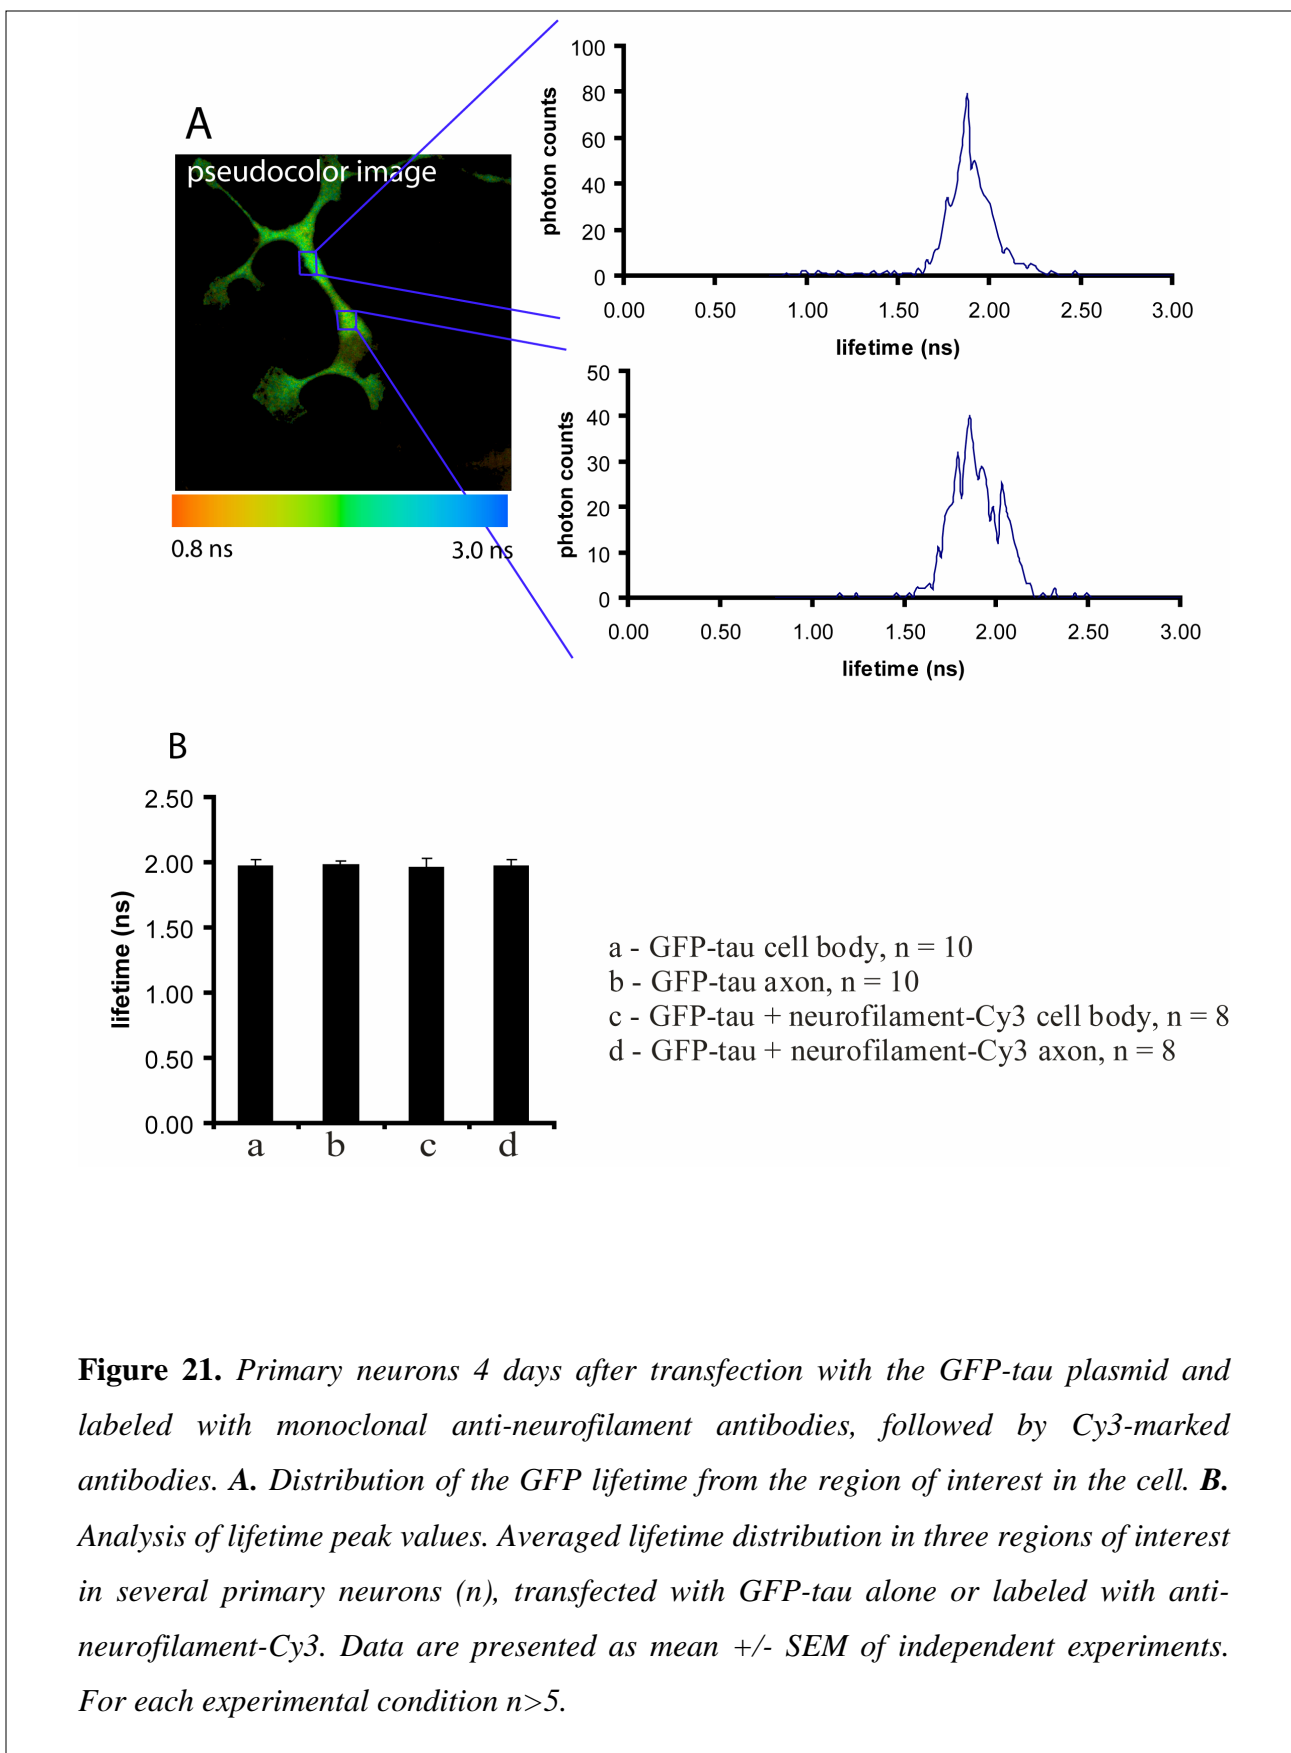 A
pseudocolor image
0.8 ns
3.0 ns
100
80
60
40
20
0
photon counts
0.00 0.50 1.00 1.50 2.00 2.50 3.00
lifetime (ns)
50
40
30
20
10
0
photon counts
0.00 0.50 1.00 1.50 2.00 2.50 3.00
lifetime (ns)
B
2.50
2.00
1.50
1.00
0.50
0.00
lifetime (ns)
a b c d
a - GFP-tau cell body, n = 10
b - GFP-tau axon, n = 10
c - GFP-tau + neurofilament-Cy3 cell body, n = 8
d - GFP-tau + neurofilament-Cy3 axon, n = 8
Figure 21. Primary neurons 4 days after transfection with the GFP-tau plasmid and
labeled with monoclonal anti-neurofilament antibodies, followed by Cy3-marked
antibodies. A. Distribution of the GFP lifetime from the region of interest in the cell. B.
Analysis of lifetime peak values. Averaged lifetime distribution in three regions of interest
in several primary neurons (n), transfected with GFP-tau alone or labeled with anti-
neurofilament-Cy3. Data are presented as mean +/- SEM of independent experiments.
For each experimental condition n>5.